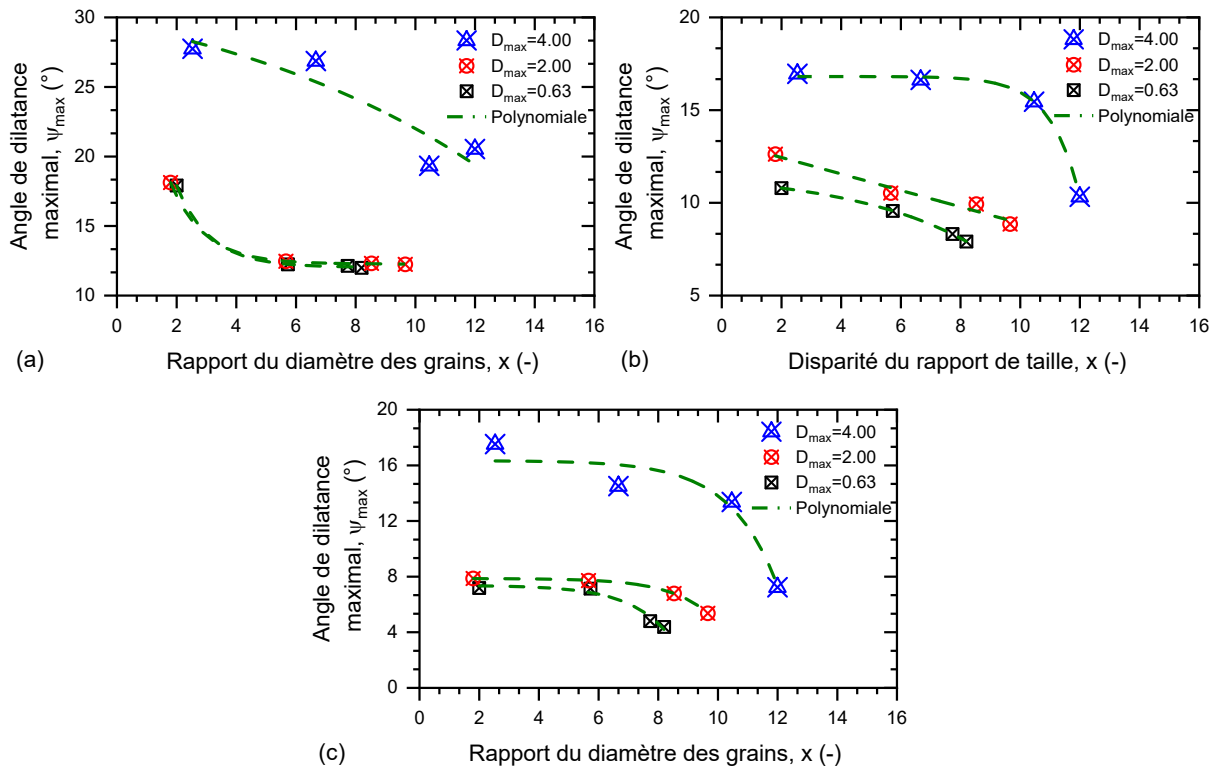 30
25
20
15
10
0 2 4 6 8 10 12 14 16
Angle de dilatance
maximal, ψmax (°)
Dmax=4.00
Dmax=2.00
Dmax=0.63
Polynomiale
(a) Rapport du diamètre des grains, x (-)
20
15
10
5
0 2 4 6 8 10 12 14 16
Angle de dilatance
maximal, ψmax (°)
Dmax=4.00
Dmax=2.00
Dmax=0.63
Polynomiale
(b) Disparité du rapport de taille, x (-)
20
16
12
8
4
0
0 2 4 6 8 10 12 14 16
Angle de dilatance
maximal, ψmax (°)
Dmax=4.00
Dmax=2.00
Dmax=0.63
Polynomiale
(c) Rapport du diamètre des grains, x (-)